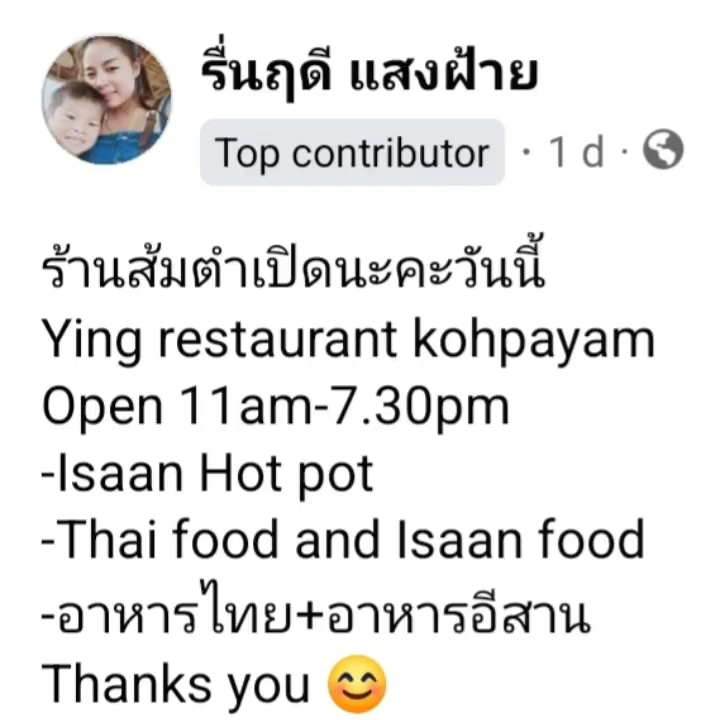 รื่นฤดี แสงฝ้าย
Top contributor · 1 d ·
ร้านส้มตำเปิดนะคะวันนี้
Ying restaurant kohpayam
Open 11am-7.30pm
-Isaan Hot pot
-Thai food and Isaan food
-อาหารไทย+อาหารอีสาน
Thanks you 😊